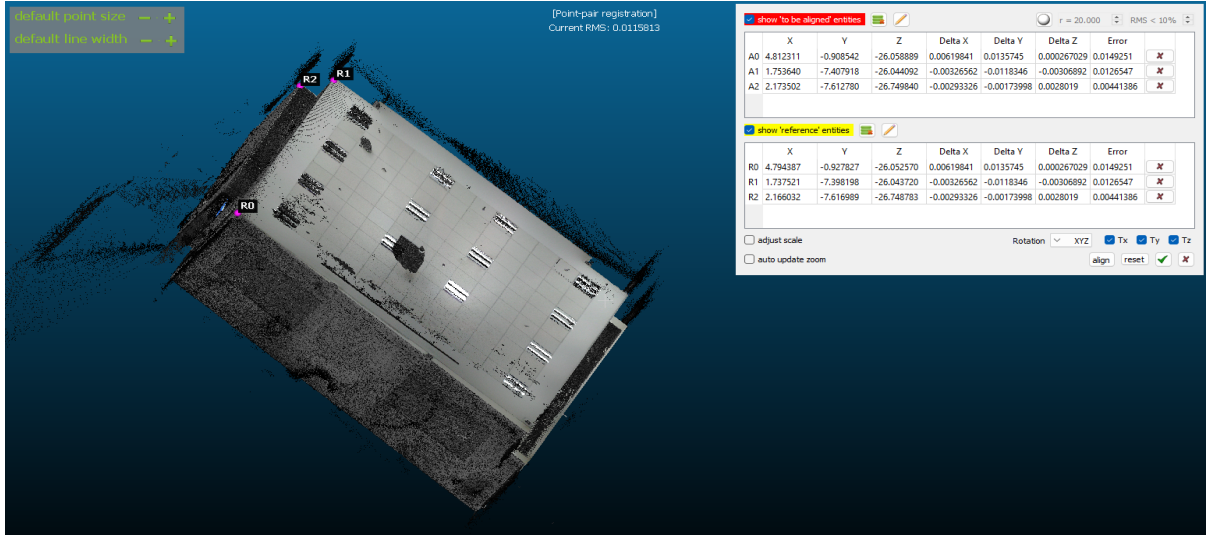 default point size − +
default line width − +
[Point-pair registration]
Current RMS: 0.0115813
R2
R1
R0
show 'to be aligned' entities
r = 20.000
RMS < 10%
X Y Z Delta X Delta Y Delta Z Error
A0 4.812311 -0.908542 -26.058889 0.00619841 0.0135745 0.000267029 0.0149251
A1 1.753640 -7.407918 -26.044092 -0.00326562 -0.0118346 -0.00306892 0.0126547
A2 2.173502 -7.612780 -26.749840 -0.00293326 -0.00173998 0.0028019 0.00441386
show 'reference' entities
X Y Z Delta X Delta Y Delta Z Error
R0 4.794387 -0.927827 -26.052570 0.00619841 0.0135745 0.000267029 0.0149251
R1 1.737521 -7.398198 -26.043720 -0.00326562 -0.0118346 -0.00306892 0.0126547
R2 2.166032 -7.616989 -26.748783 -0.00293326 -0.00173998 0.0028019 0.00441386
adjust scale
Rotation XYZ Tx Ty Tz
auto update zoom
align reset